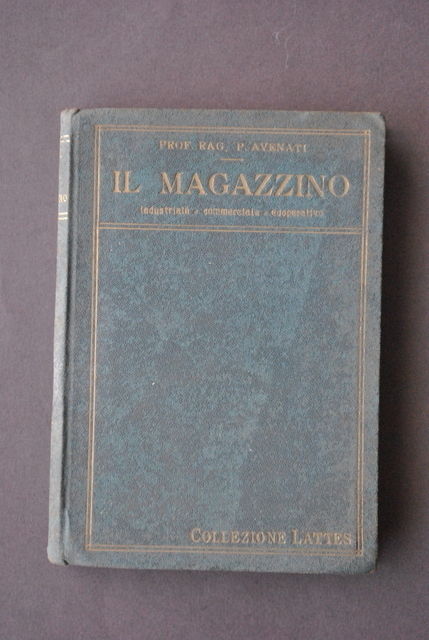 PROF. RAG. P. AVENATI
IL MAGAZZINO
industriale - commerciale - cooperativo
COLLEZIONE LATTES